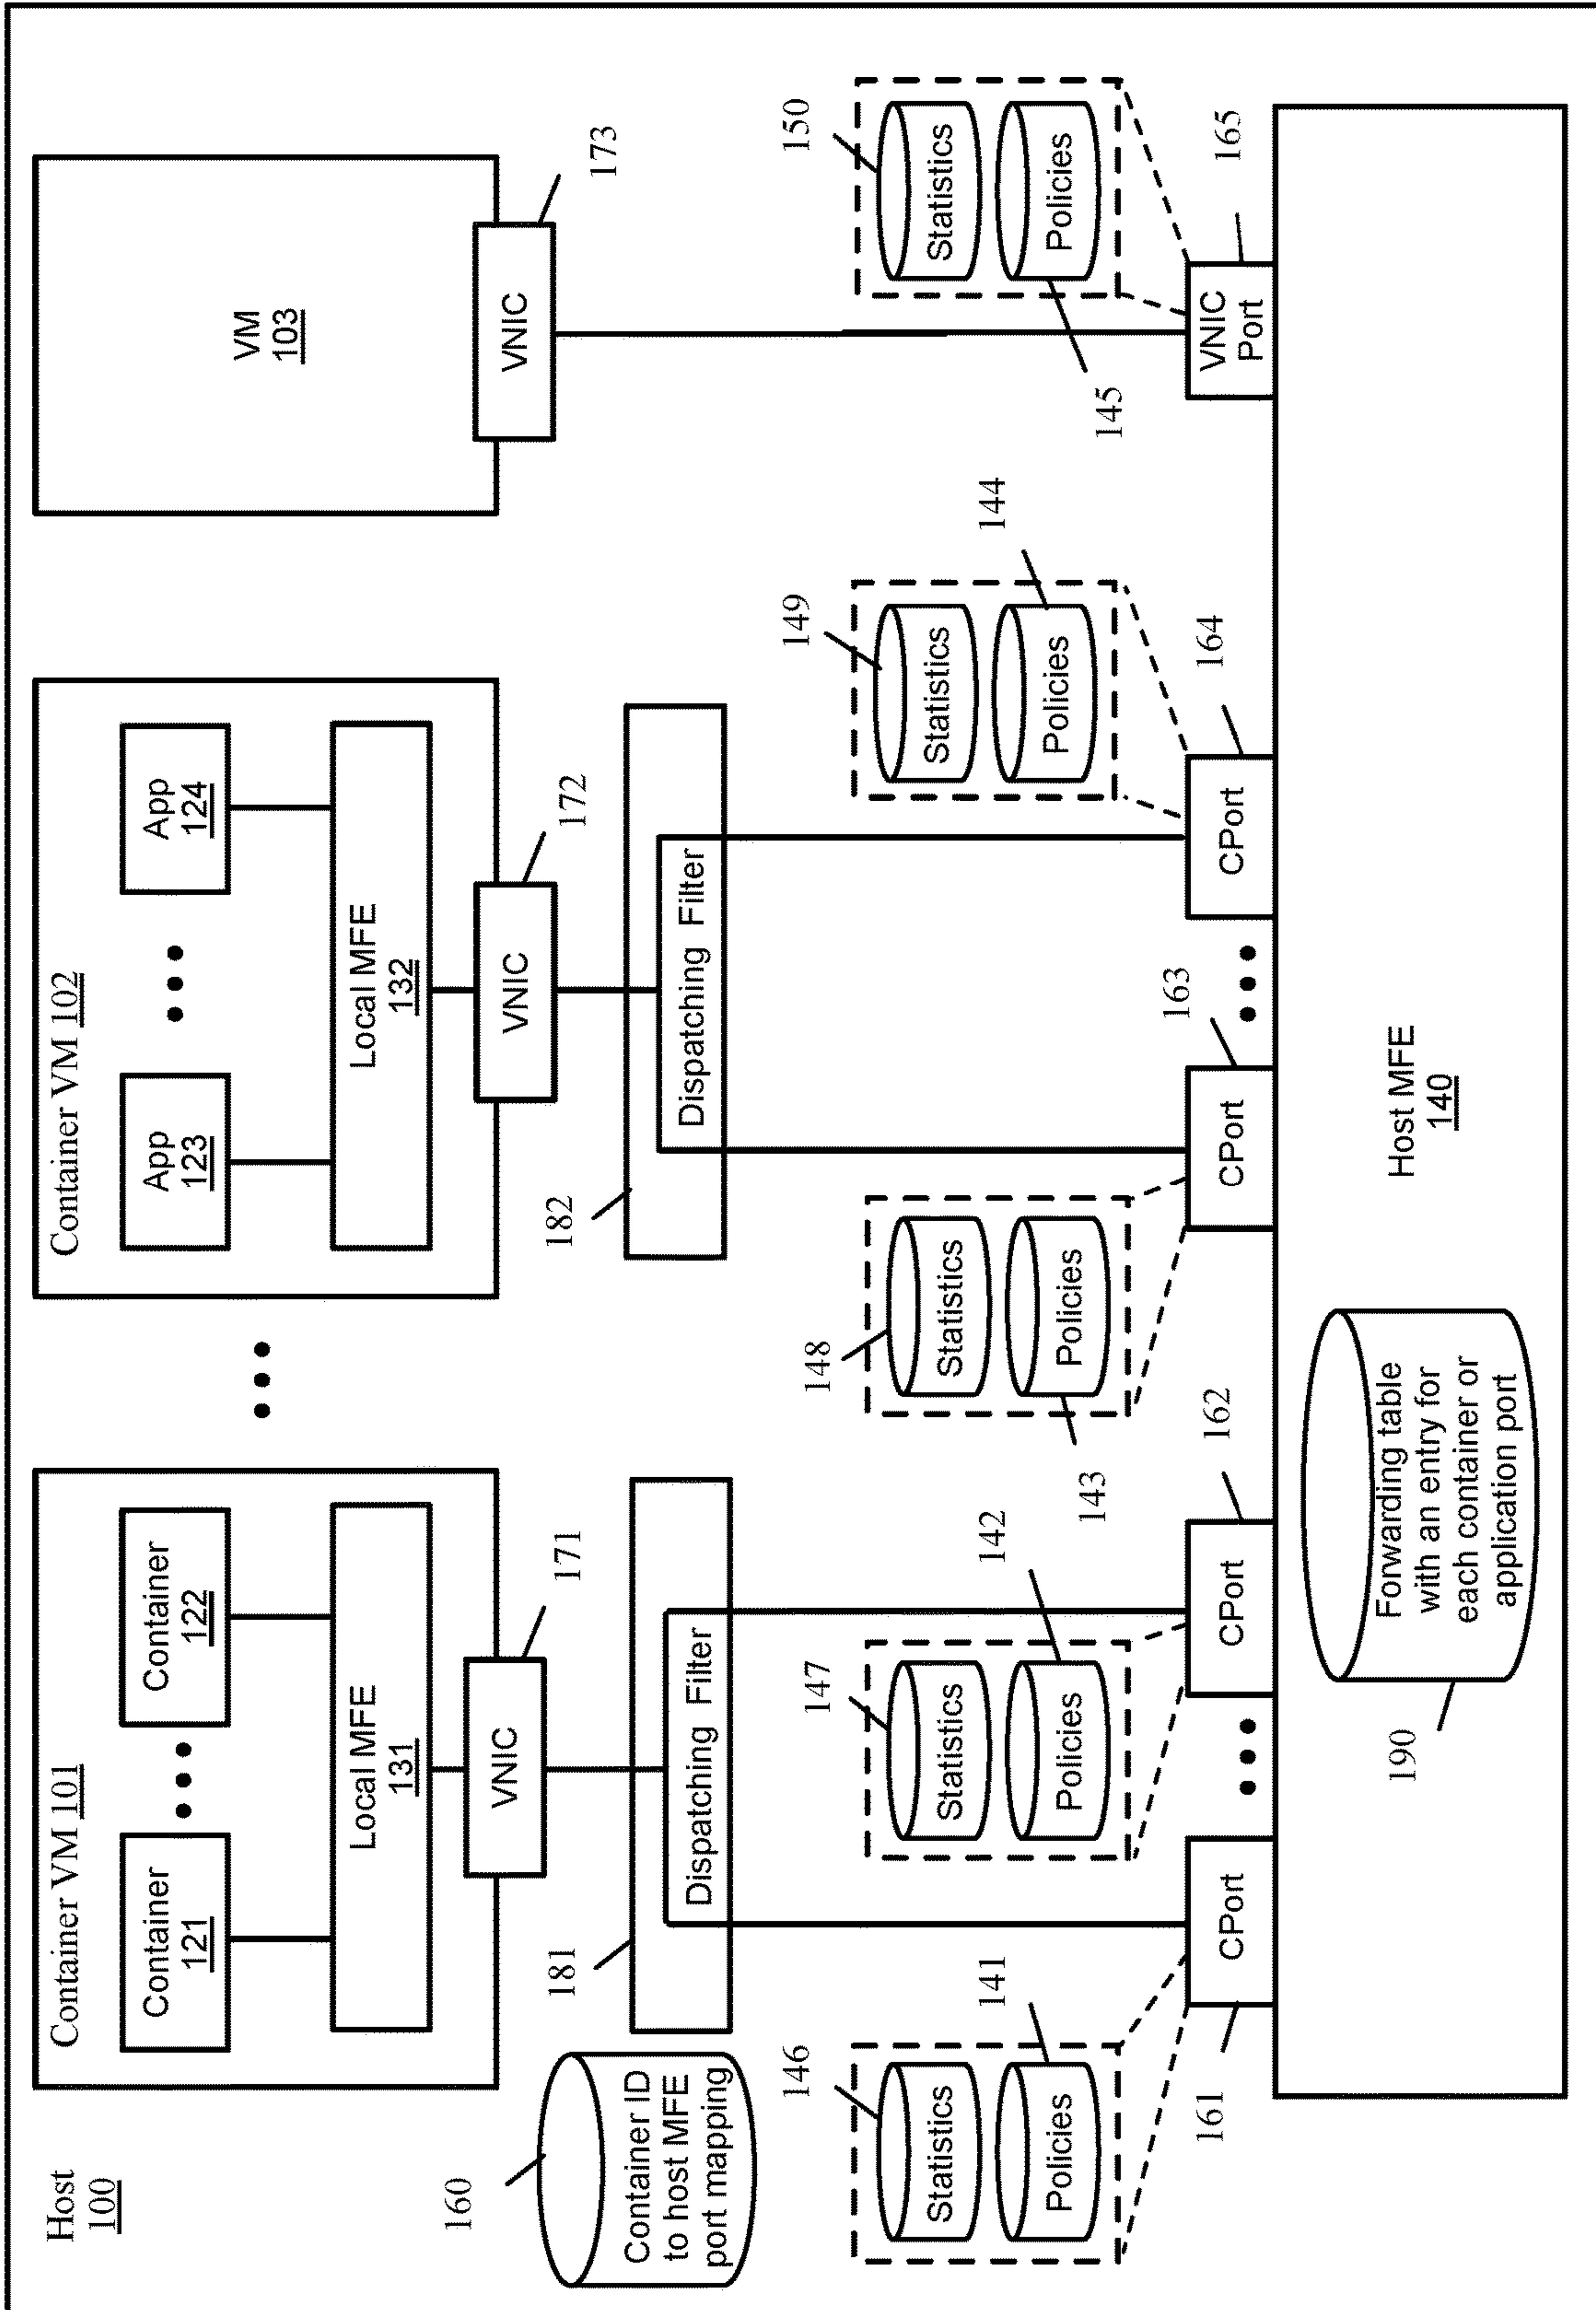 Host
100
Container VM 101
Container
121
Container
122
Local MFE
131
VNIC
171
Container VM 102
App
123
App
124
Local MFE
132
VNIC
172
VM
103
VNIC
173
160
Container ID
to host MFE
port mapping
181
Dispatching Filter
182
Dispatching Filter
146
Statistics
Policies
141
147
Statistics
Policies
142
148
Statistics
Policies
143
149
Statistics
Policies
144
150
Statistics
Policies
145
161
CPort
162
CPort
163
CPort
164
CPort
165
VNIC
Port
190
Forwarding table
with an entry for
each container or
application port
Host MFE
140